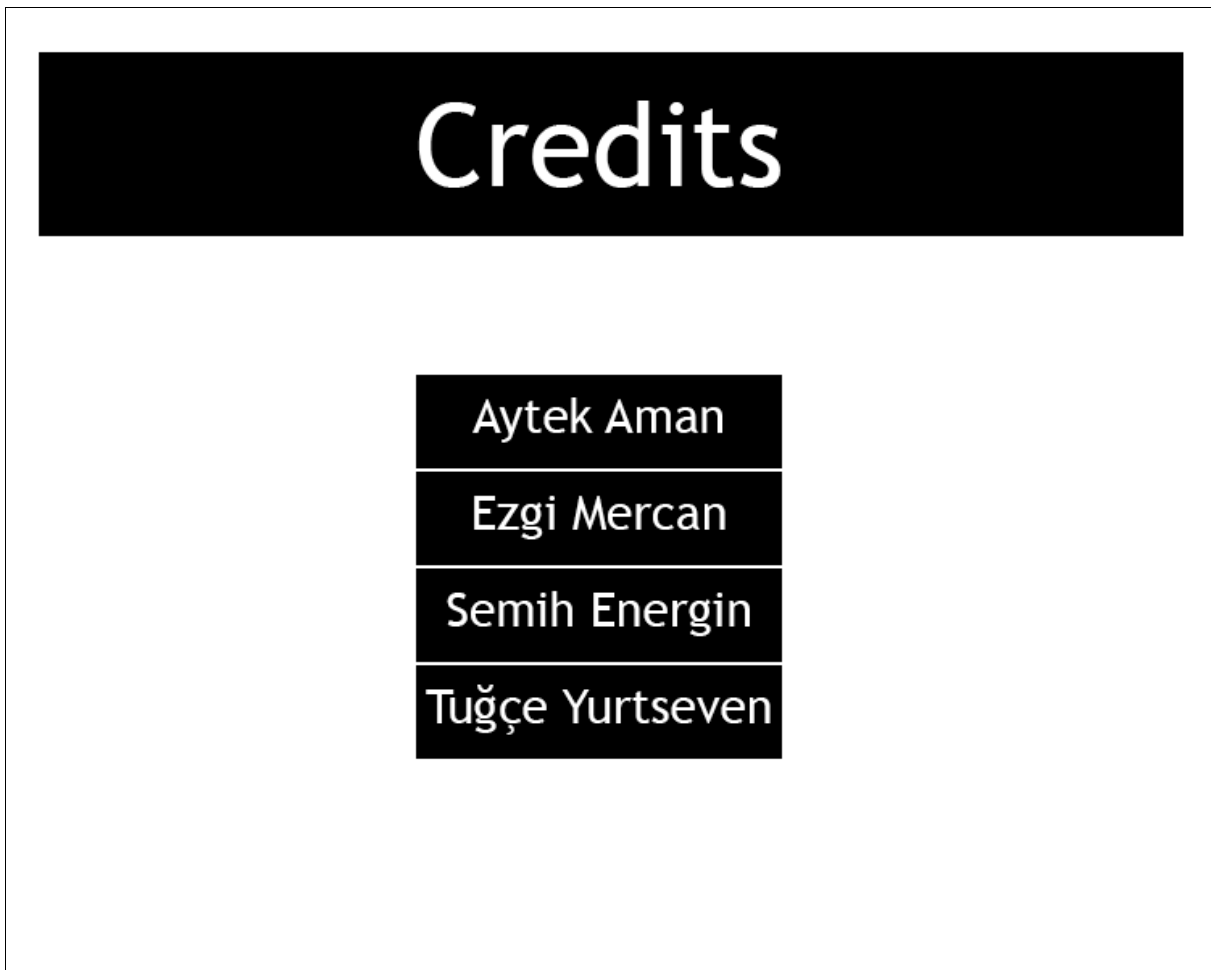 Credits
Aytek Aman
Ezgi Mercan
Semih Energin
Tuğçe Yurtseven